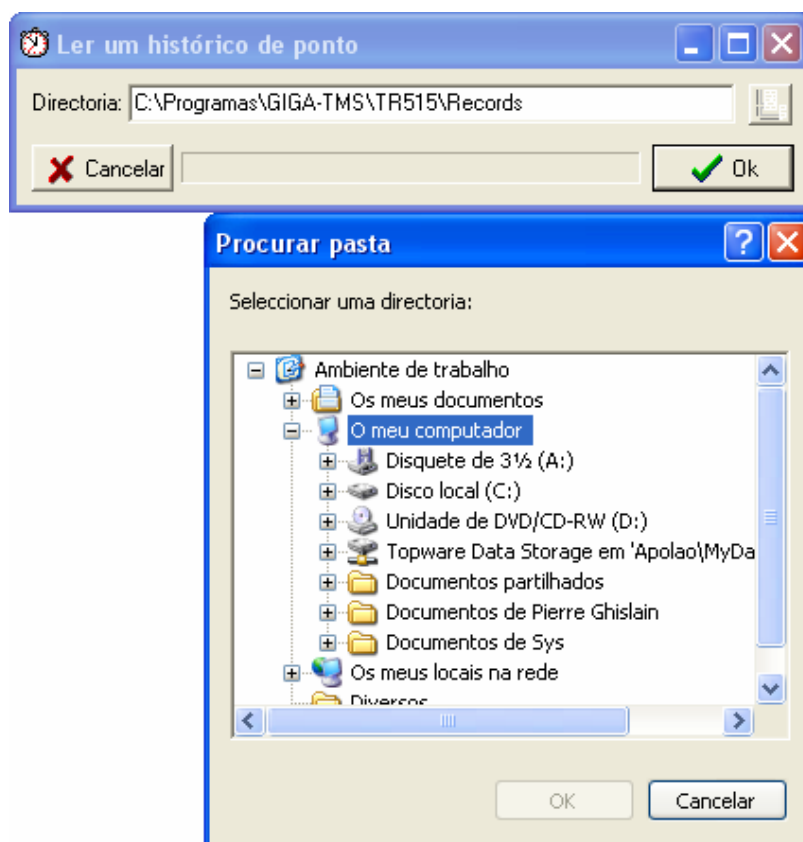 Ler um histórico de ponto
Directoria: C:\Programas\GIGA-TMS\TR515\Records
Cancelar Ok
Procurar pasta
Seleccionar uma directoria:
Ambiente de trabalho
Os meus documentos
O meu computador
Disquete de 3½ (A:)
Disco local (C:)
Unidade de DVD/CD-RW (D:)
Topware Data Storage em 'Apolao\MyDa
Documentos partilhados
Documentos de Pierre Ghislain
Documentos de Sys
Os meus locais na rede
Diversos
OK Cancelar